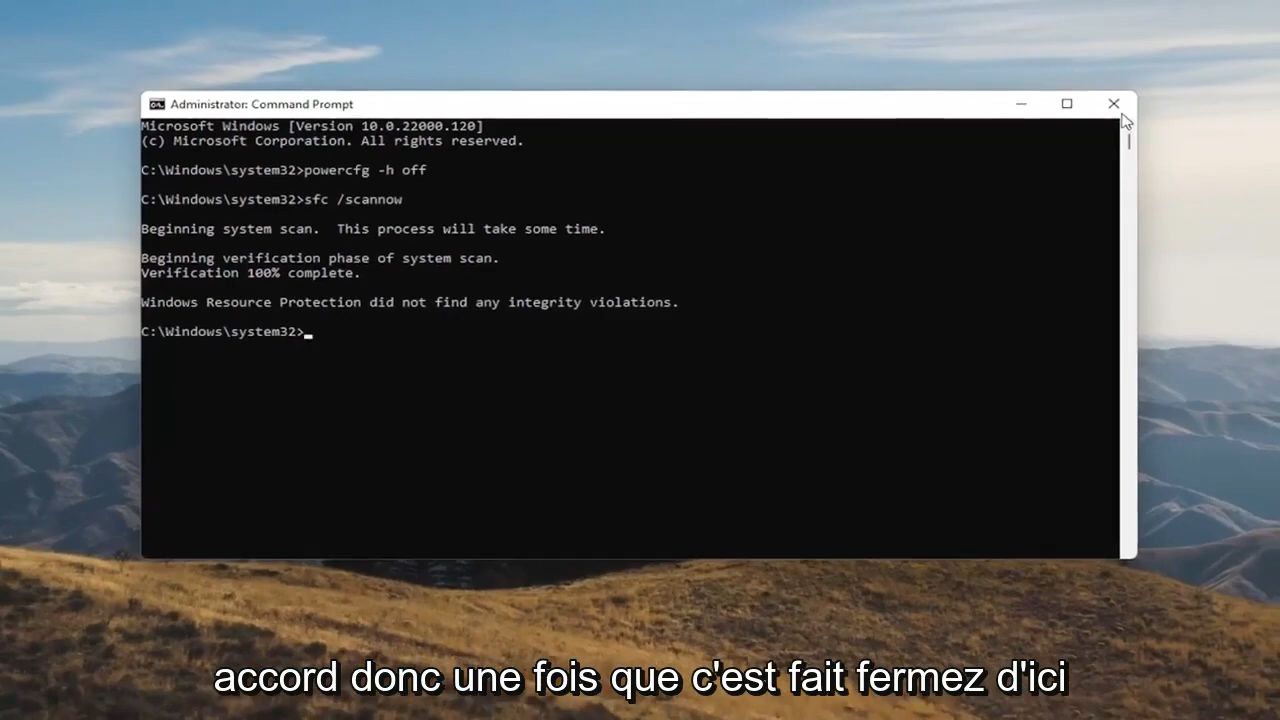 Administrator: Command Prompt
Microsoft Windows [Version 10.0.22000.120]
(c) Microsoft Corporation. All rights reserved.
C:\Windows\system32>powercfg -h off
C:\Windows\system32>sfc /scannow
Beginning system scan.  This process will take some time.
Beginning verification phase of system scan.
Verification 100% complete.
Windows Resource Protection did not find any integrity violations.
C:\Windows\system32>
accord donc une fois que c'est fait fermez d'ici